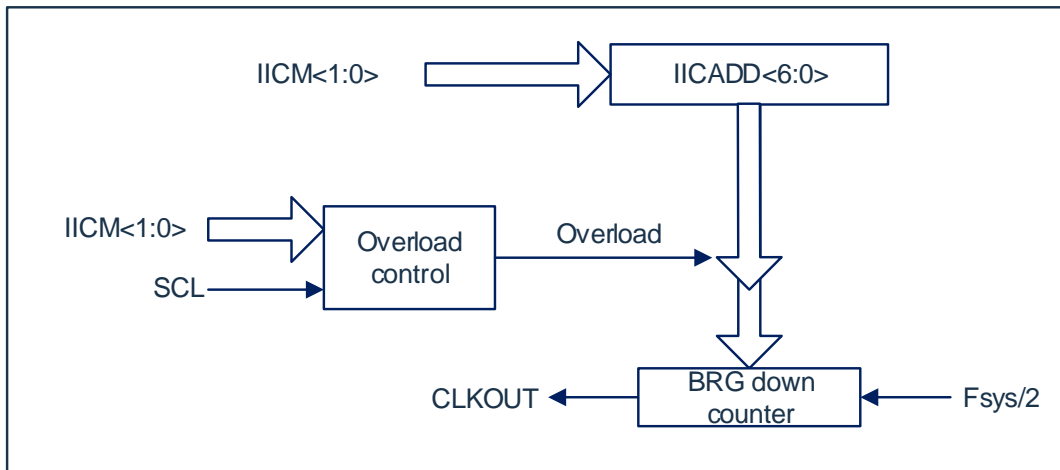 IICM<1:0>
IICADD<6:0>
IICM<1:0>
Overload
control
Overload
SCL
CLKOUT
BRG down
counter
Fsys/2